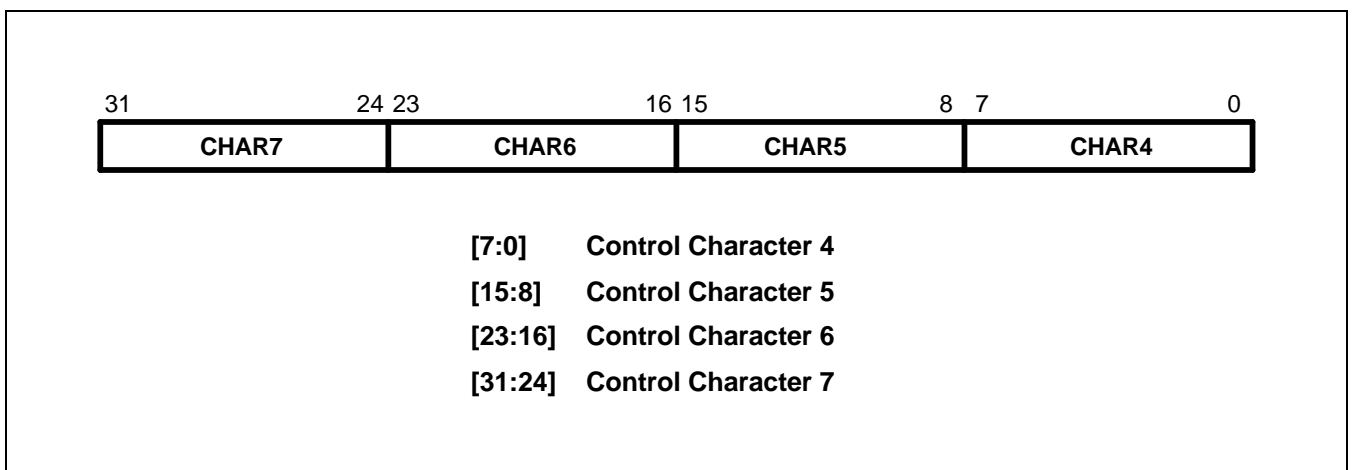 31 24 23 16 15 8 7 0
CHAR7 CHAR6 CHAR5 CHAR4
[7:0] Control Character 4
[15:8] Control Character 5
[23:16] Control Character 6
[31:24] Control Character 7